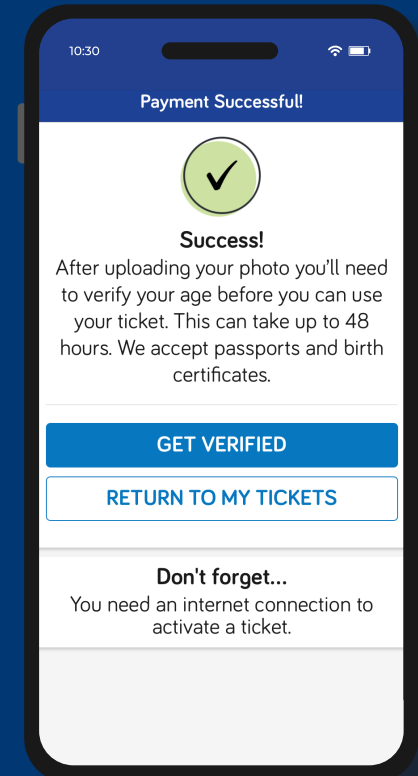 10:30
Payment Successful!
Success!
After uploading your photo you'll need
to verify your age before you can use
your ticket. This can take up to 48
hours. We accept passports and birth
certificates.
GET VERIFIED
RETURN TO MY TICKETS
Don't forget...
You need an internet connection to
activate a ticket.